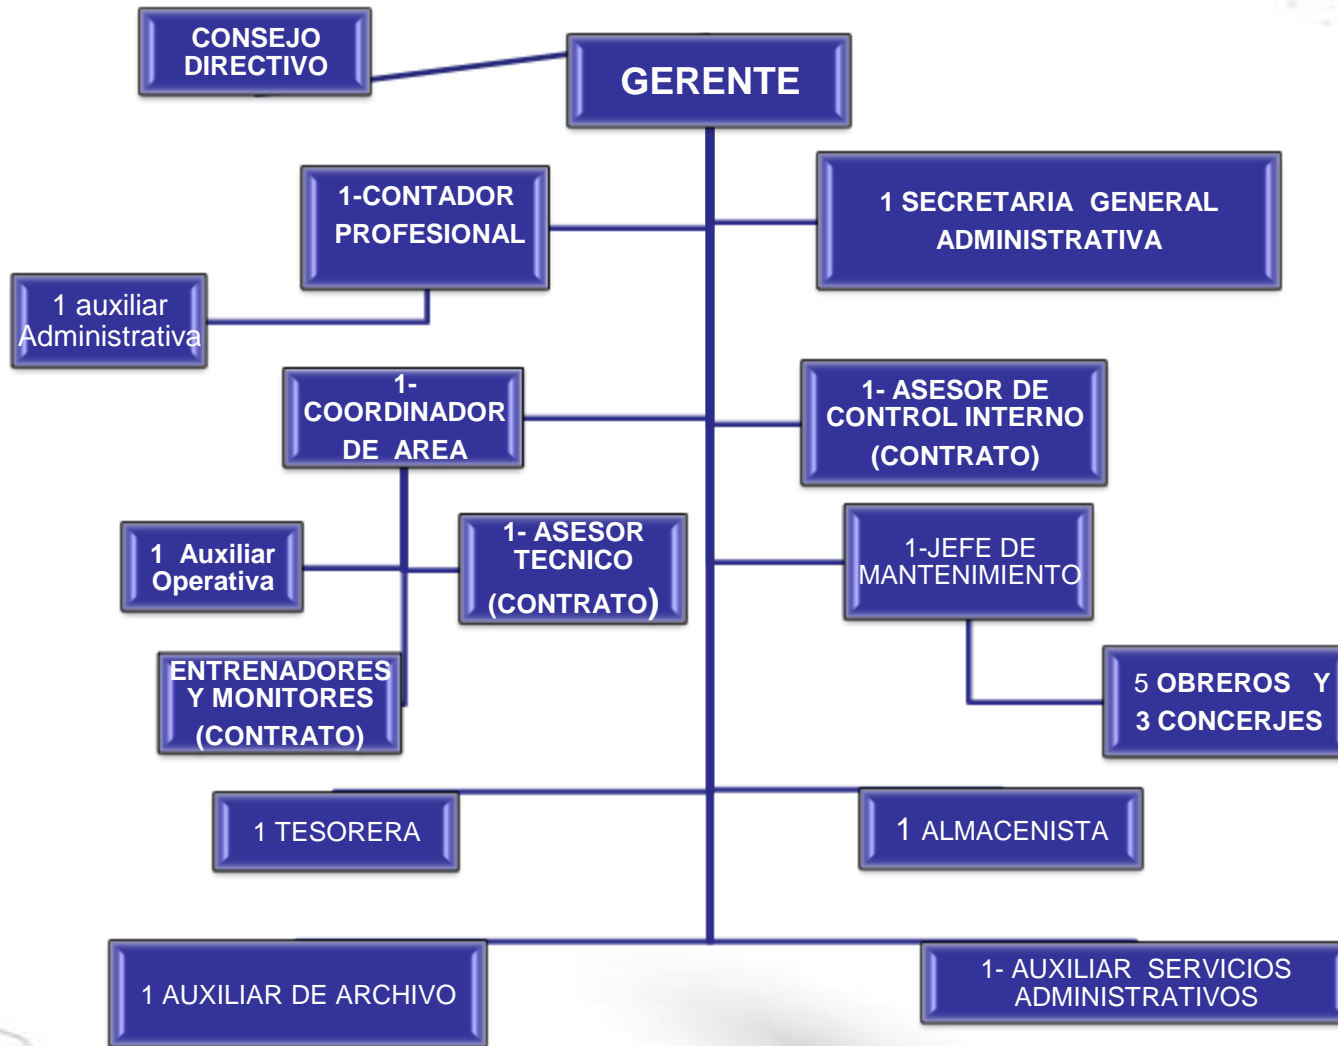 CONSEJO
DIRECTIVO
GERENTE
1-CONTADOR
PROFESIONAL
1 SECRETARIA GENERAL
ADMINISTRATIVA
1 auxiliar
Administrativa
1-
COORDINADOR
DE AREA
1- ASESOR DE
CONTROL INTERNO
(CONTRATO)
1 Auxiliar
Operativa
1- ASESOR
TECNICO
(CONTRATO)
1-JEFE DE
MANTENIMIENTO
ENTRENADORES
Y MONITORES
(CONTRATO)
5 OBREROS Y
3 CONCERJES
1 TESORERA
1 ALMACENISTA
1 AUXILIAR DE ARCHIVO
1- AUXILIAR SERVICIOS
ADMINISTRATIVOS